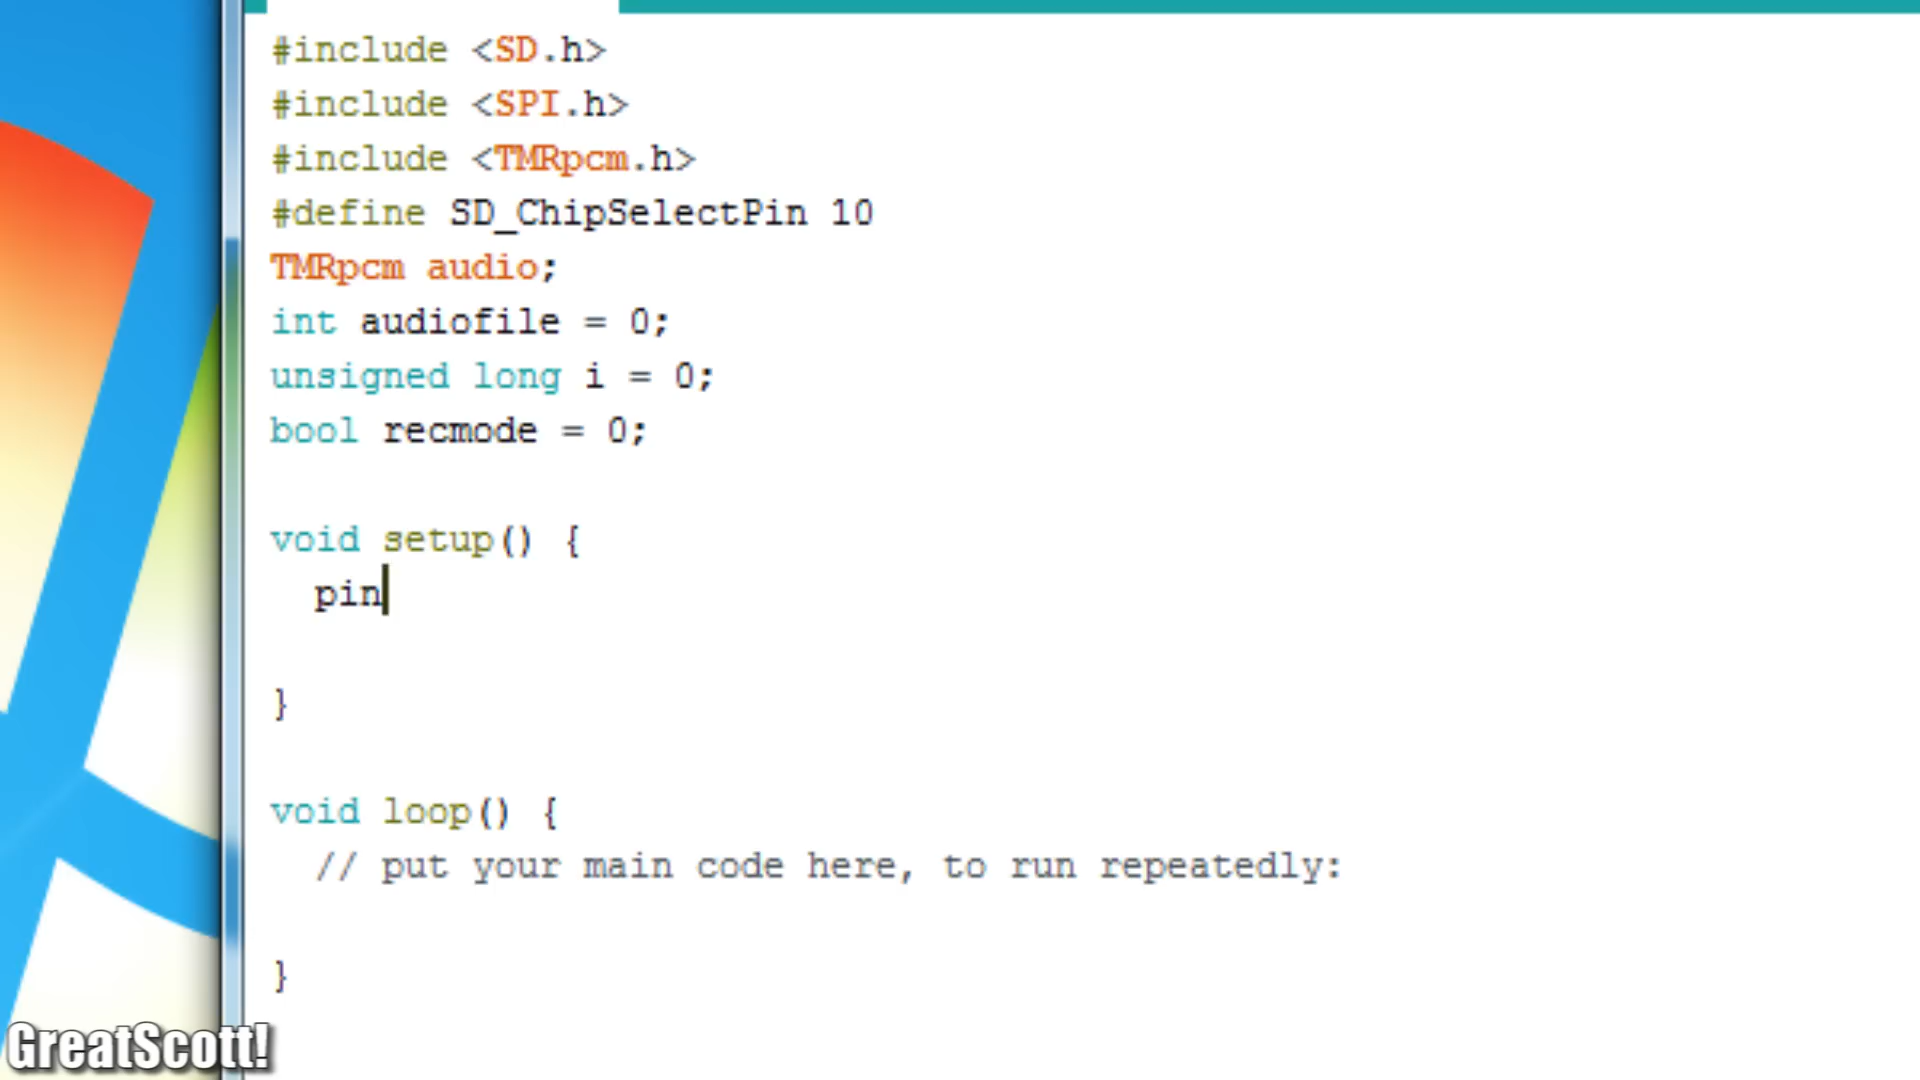 #include <SD.h>
#include <SPI.h>
#include <TMRpcm.h>
#define SD_ChipSelectPin 10
TMRpcm audio;
int audiofile = 0;
unsigned long i = 0;
bool recmode = 0;
void setup() {
pin
}
void loop() {
// put your main code here, to run repeatedly:
}
GreatScott!